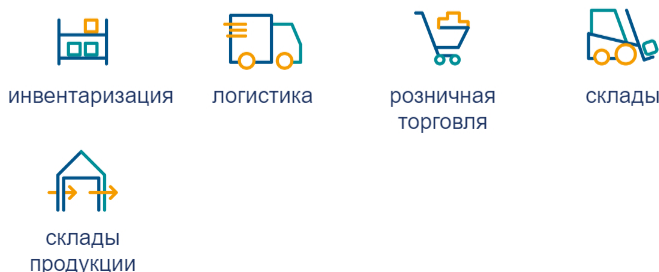 инвентаризация
логистика
розничная
торговля
склады
склады
продукции